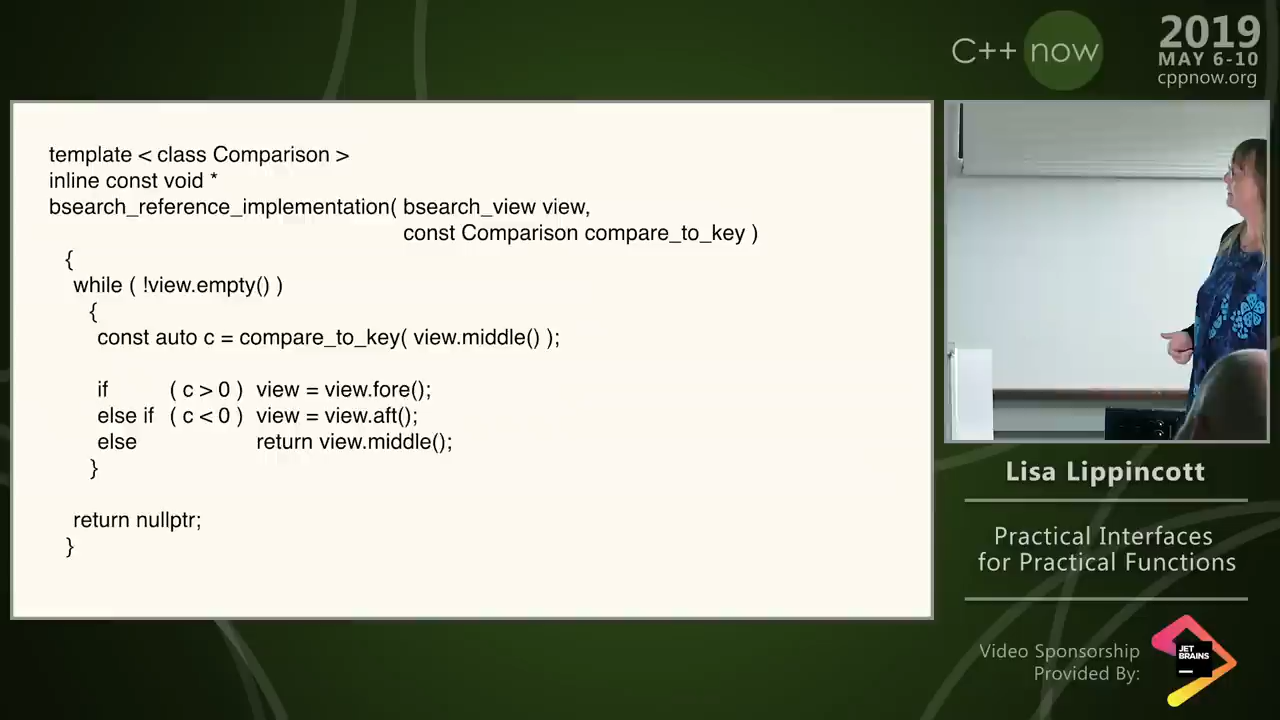 C++ now
2019
MAY 6-10
cppnow.org
template < class Comparison >
inline const void *
bsearch_reference_implementation( bsearch_view view,
const Comparison compare_to_key )
{
while ( !view.empty() )
{
const auto c = compare_to_key( view.middle() );
if ( c > 0 ) view = view.fore();
else if ( c < 0 ) view = view.aft();
else return view.middle();
}
return nullptr;
}
Lisa Lippincott
Practical Interfaces
for Practical Functions
Video Sponsorship
Provided By:
JET
BRAINS